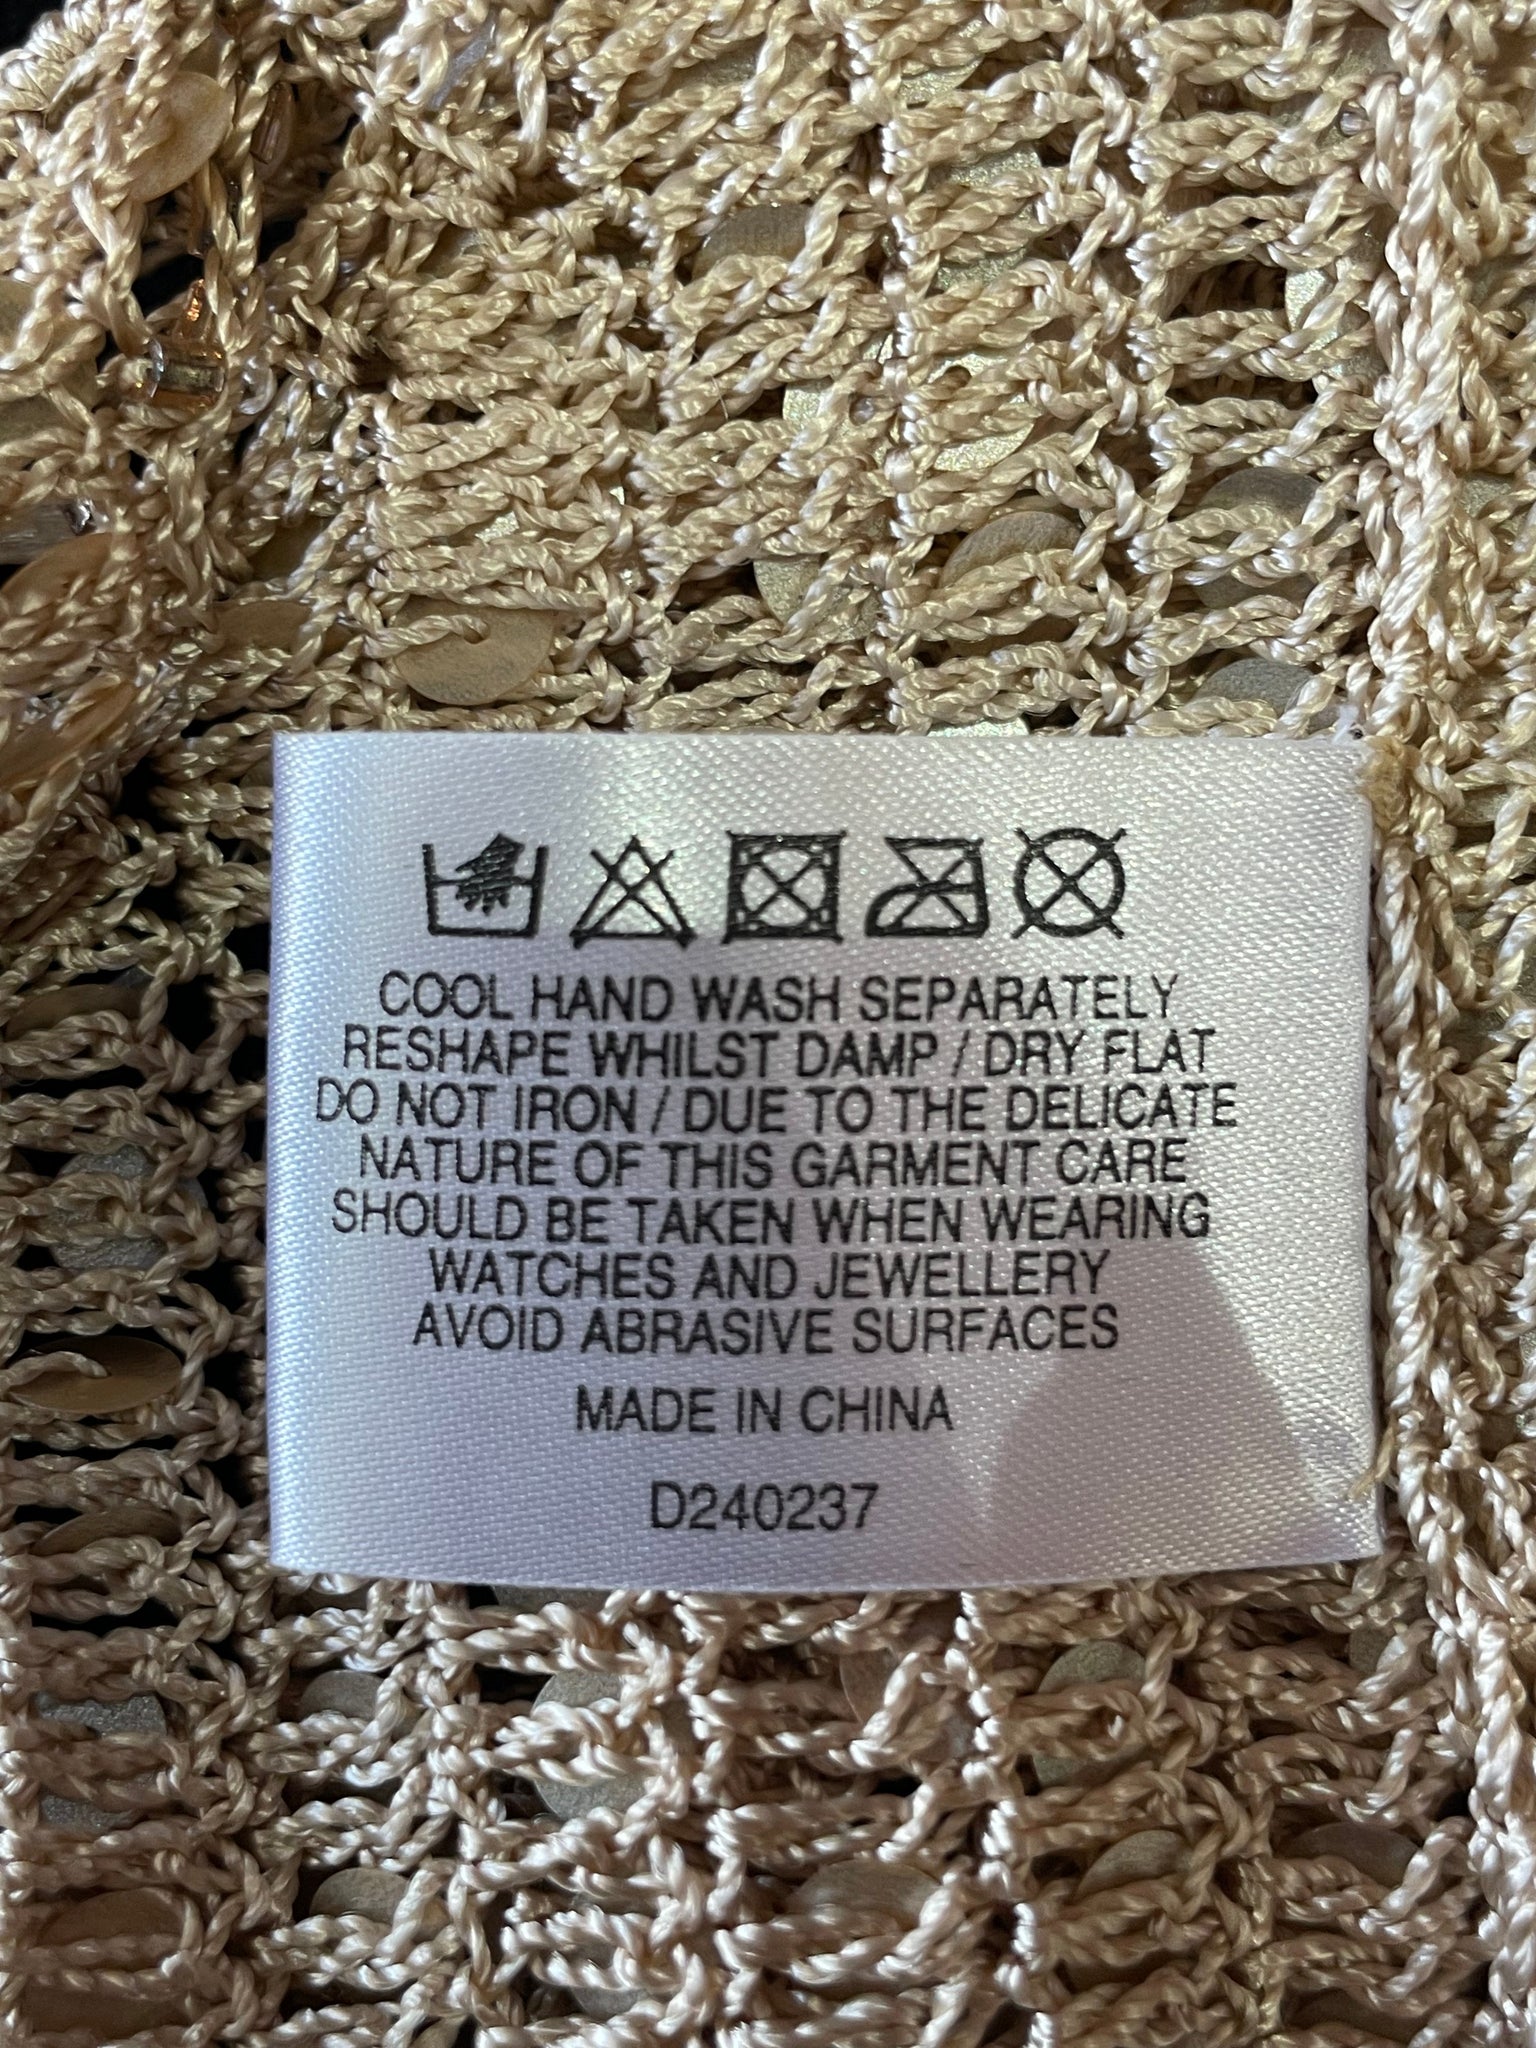 COOL HAND WASH SEPARATELY
RESHAPE WHILST DAMP / DRY FLAT
DO NOT IRON / DUE TO THE DELICATE
NATURE OF THIS GARMENT CARE
SHOULD BE TAKEN WHEN WEARING
WATCHES AND JEWELLERY
AVOID ABRASIVE SURFACES
MADE IN CHINA
D240237